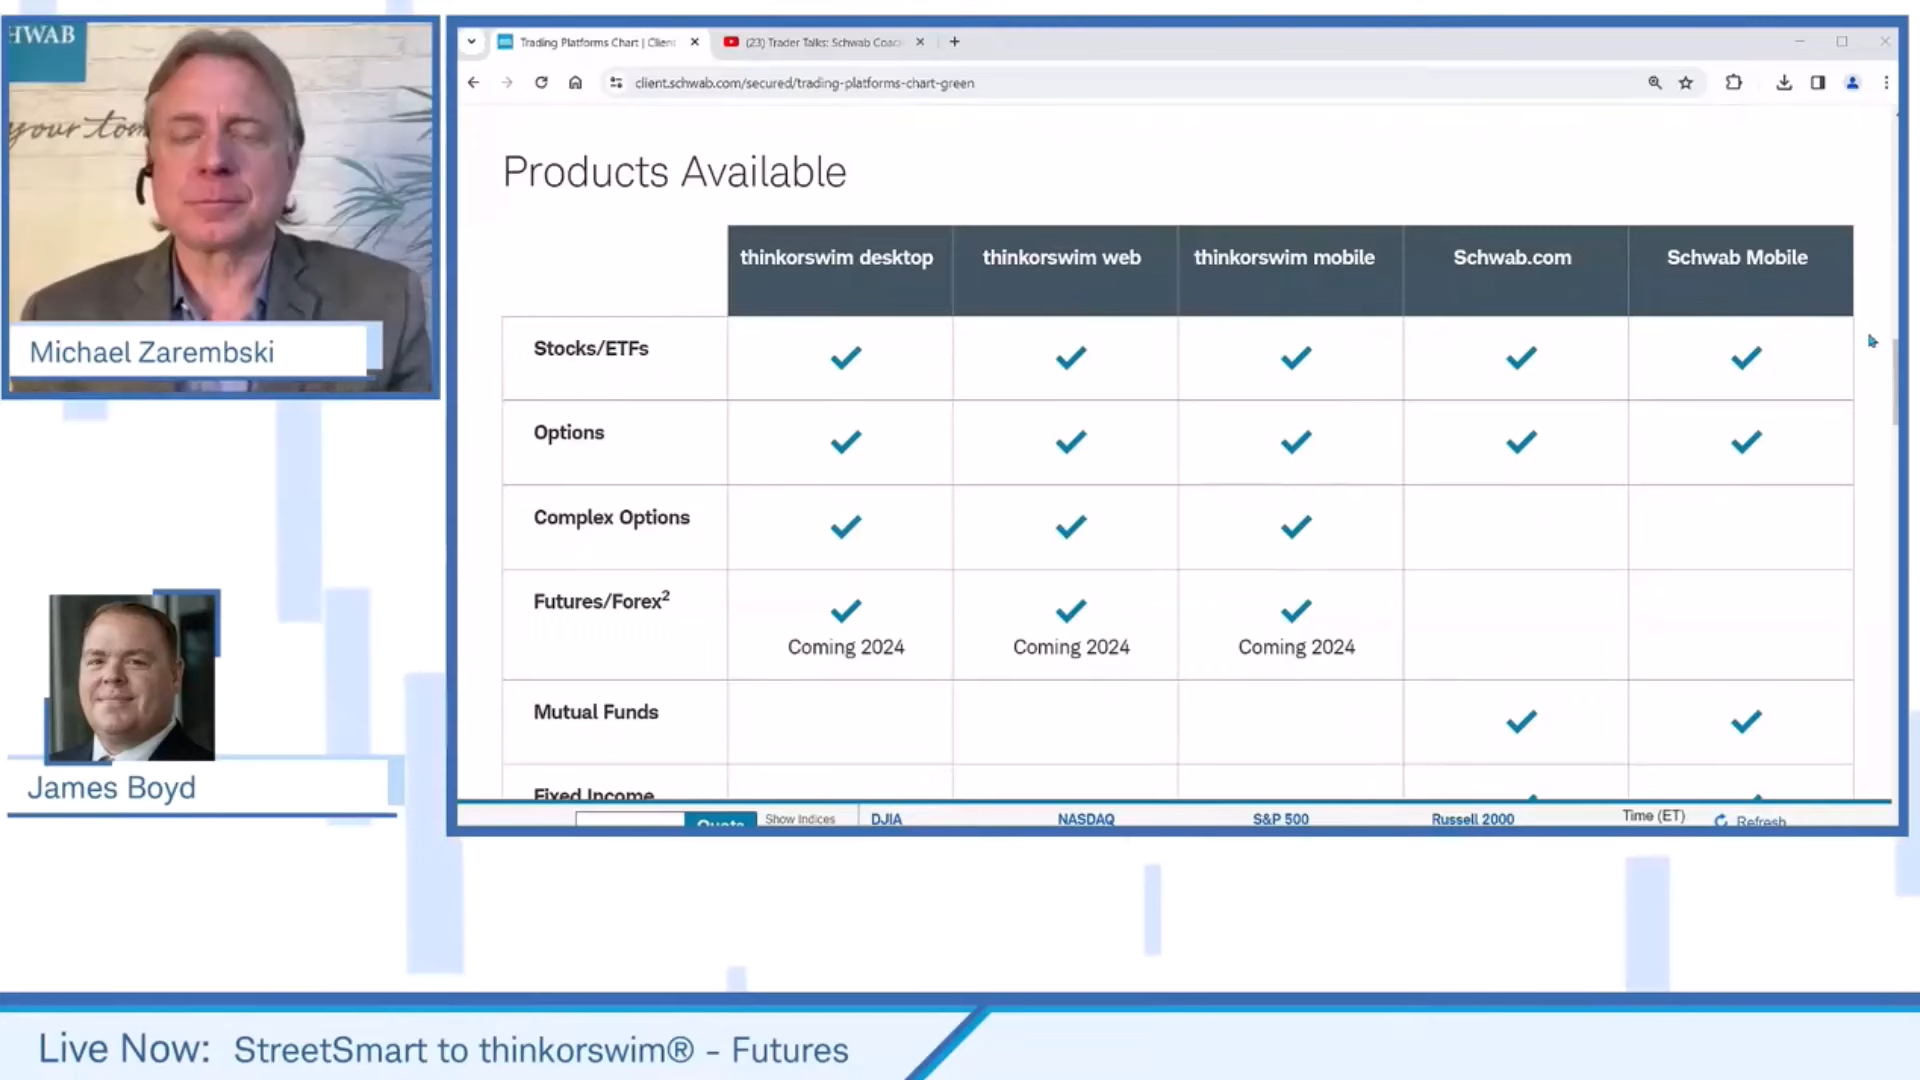 HWAB
your tom
Michael Zarembski
James Boyd
Trading Platforms Chart | Client
(23) Trader Talks: Schwab Coac
client.schwab.com/secured/trading-platforms-chart-green
Products Available
thinkorswim desktop thinkorswim web thinkorswim mobile Schwab.com Schwab Mobile
Stocks/ETFs
Options
Complex Options
Futures/Forex2
Coming 2024 Coming 2024 Coming 2024
Mutual Funds
Fixed Income
Quote Show Indices DJIA NASDAQ S&P 500 Russell 2000 Time (ET) Refresh
Live Now: StreetSmart to thinkorswim® - Futures